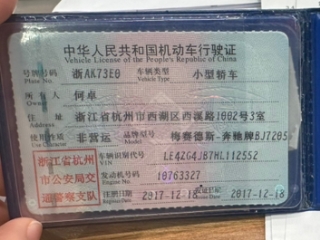 中华人民共和国机动车行驶证
Vehicle License of the People's Republic of China
号牌号码 浙AK73E0 车辆类型 小型轿车
Plate No. Vehicle Type
所有人 何卓
Owner
住址 浙江省杭州市西湖区西溪路1002号3室
Address
使用性质 非营运 品牌型号 梅赛德斯-奔驰牌BJ7205
Use Character Model
浙江省杭州
市公安局交
通警察支队
车辆识别代号 LE4ZG4JB7HL112552
VIN
发动机号码 10763327
Engine No.
注册日期 2017-12-18 发证日期 2017-12-18